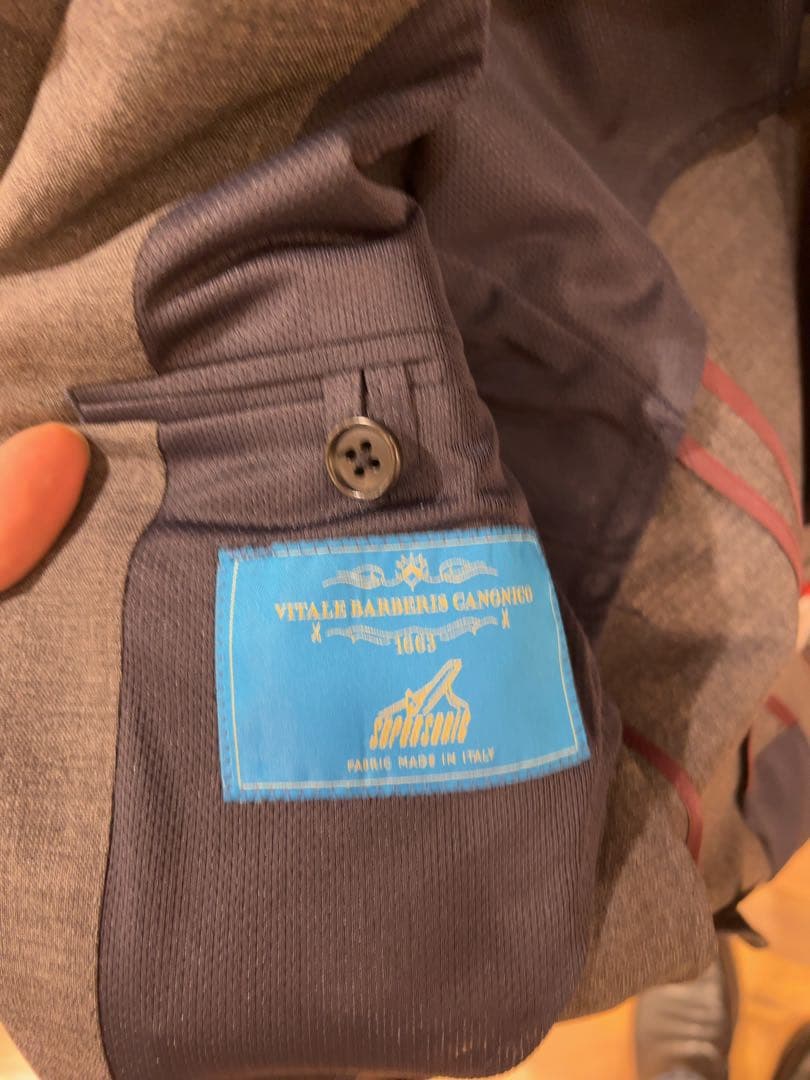 VITALE BARBERIS CANONICO
1663
SUPERSONIC
FABRIC MADE IN ITALY